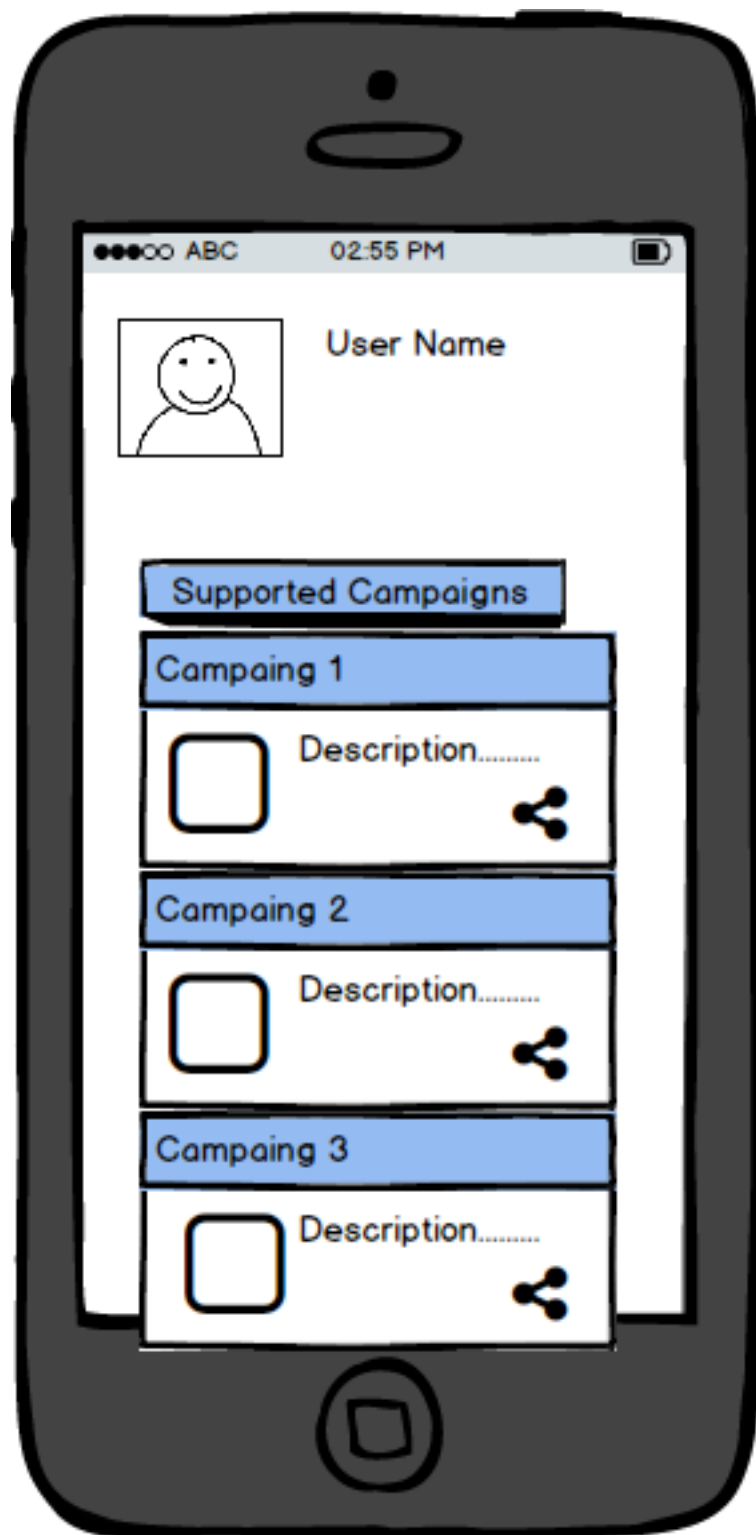 ABC 02:55 PM
User Name
Supported Campaigns
Campaing 1
Description.........
Campaing 2
Description.........
Campaing 3
Description.........